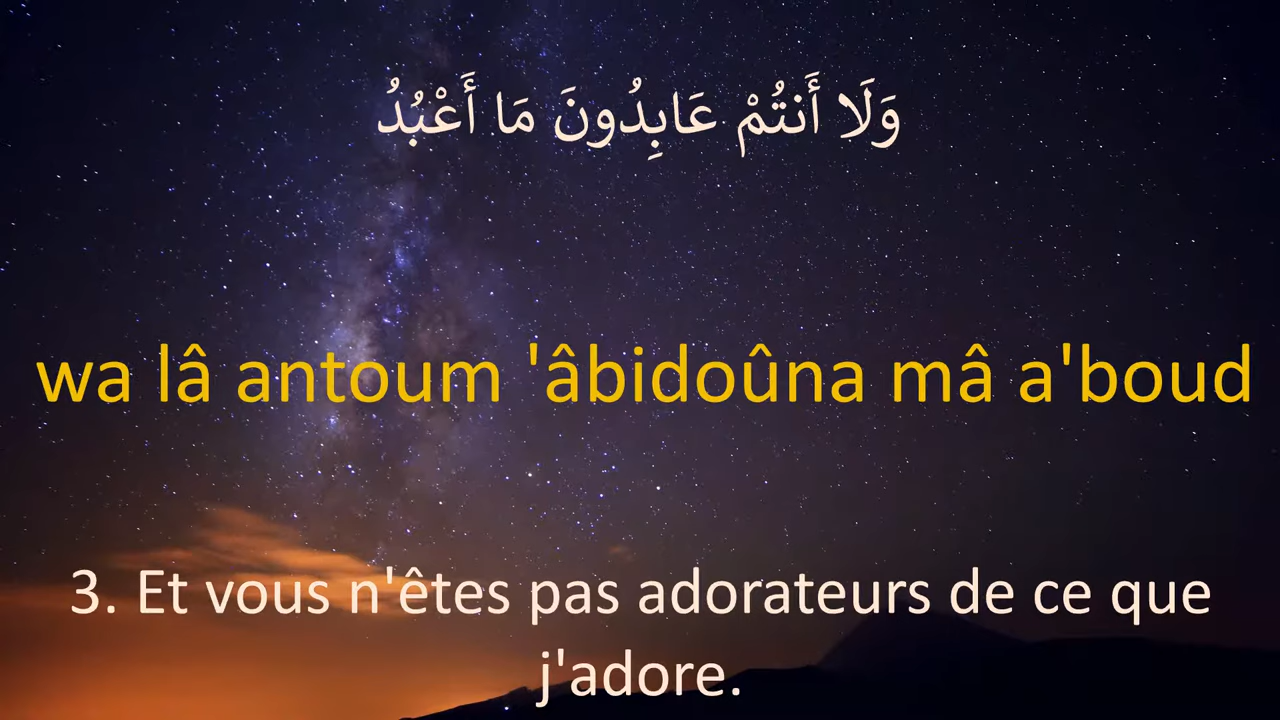 وَلَا أَنتُمْ عَابِدُونَ مَا أَعْبُدُ
wa lâ antoum 'âbidoûna mâ a'boud
3. Et vous n'êtes pas adorateurs de ce que
j'adore.